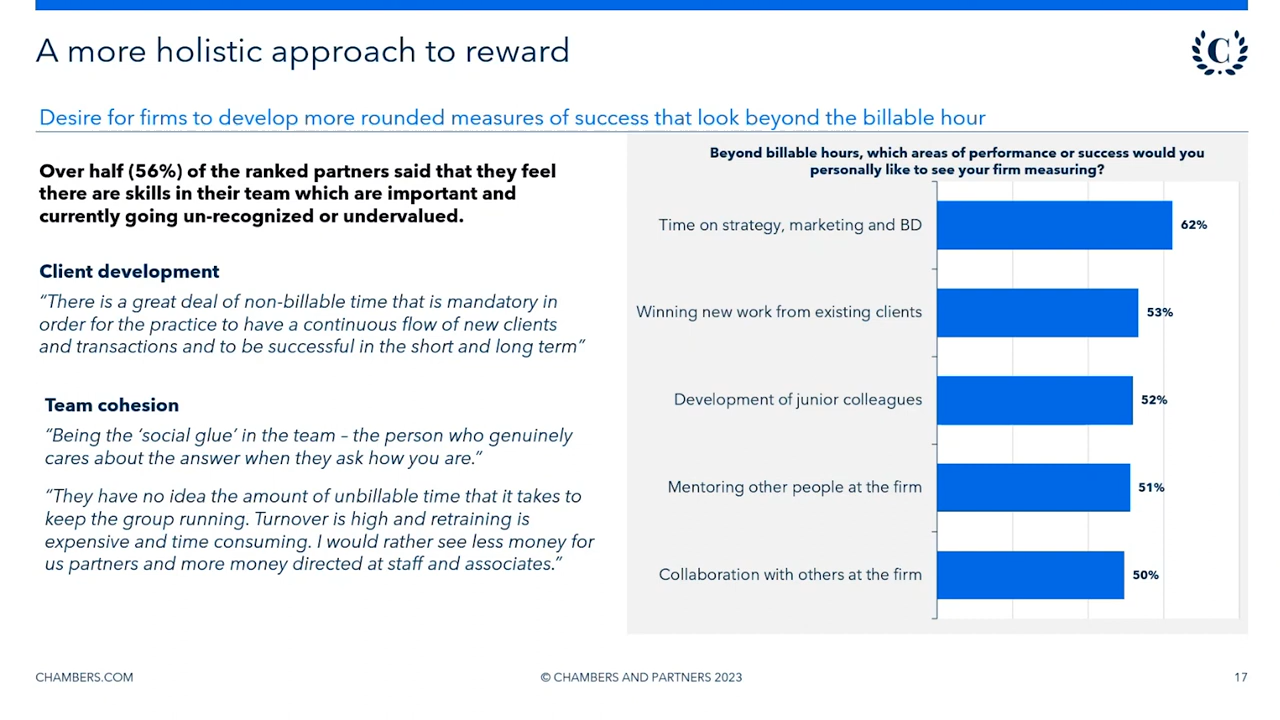 A more holistic approach to reward
C
Desire for firms to develop more rounded measures of success that look beyond the billable hour
Over half (56%) of the ranked partners said that they feel
there are skills in their team which are important and
currently going un-recognized or undervalued.
Client development
“There is a great deal of non-billable time that is mandatory in
order for the practice to have a continuous flow of new clients
and transactions and to be successful in the short and long term”
Team cohesion
“Being the ‘social glue’ in the team – the person who genuinely
cares about the answer when they ask how you are.”
“They have no idea the amount of unbillable time that it takes to
keep the group running. Turnover is high and retraining is
expensive and time consuming. I would rather see less money for
us partners and more money directed at staff and associates.”
Beyond billable hours, which areas of performance or success would you
personally like to see your firm measuring?
Time on strategy, marketing and BD 62%
Winning new work from existing clients 53%
Development of junior colleagues 52%
Mentoring other people at the firm 51%
Collaboration with others at the firm 50%
CHAMBERS.COM
© CHAMBERS AND PARTNERS 2023
17